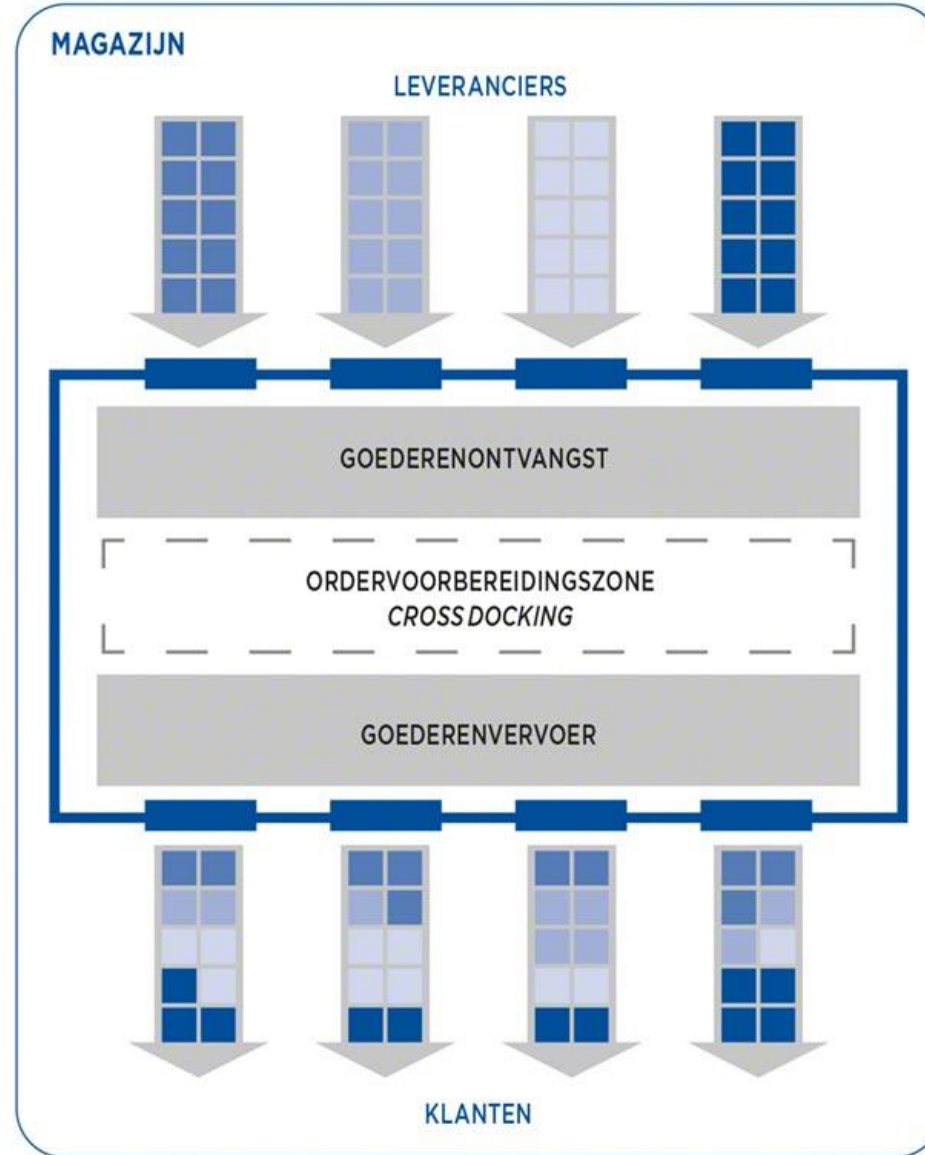 MAGAZIJN
LEVERANCIERS
GOEDERENONTVANGST
ORDERVOORBEREIDINGSZONE
CROSS DOCKING
GOEDERENVERVOER
KLANTEN